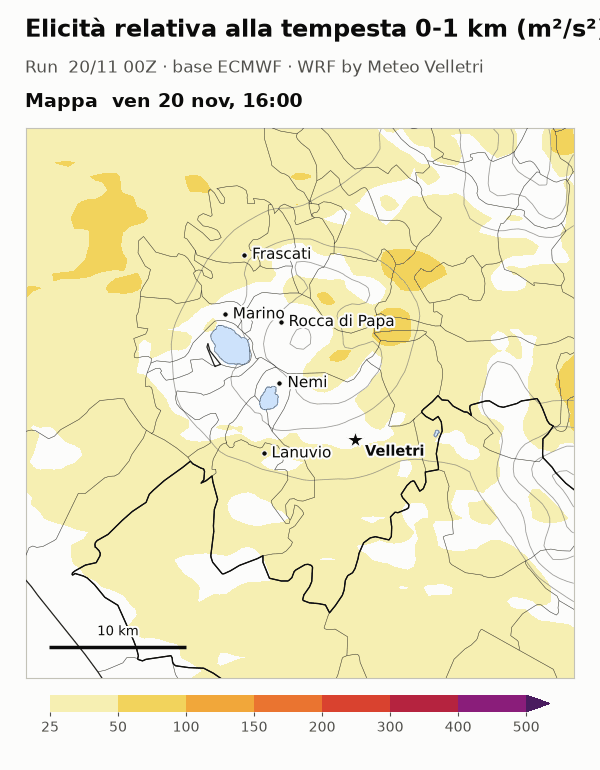 Elicità relativa alla tempesta 0-1 km (m²/s²)
Run  20/11 00Z · base ECMWF · WRF by Meteo Velletri
Mappa  ven 20 nov, 16:00
Frascati
Marino
Rocca di Papa
Nemi
Lanuvio
Velletri
10 km
25 50 100 150 200 300 400 500